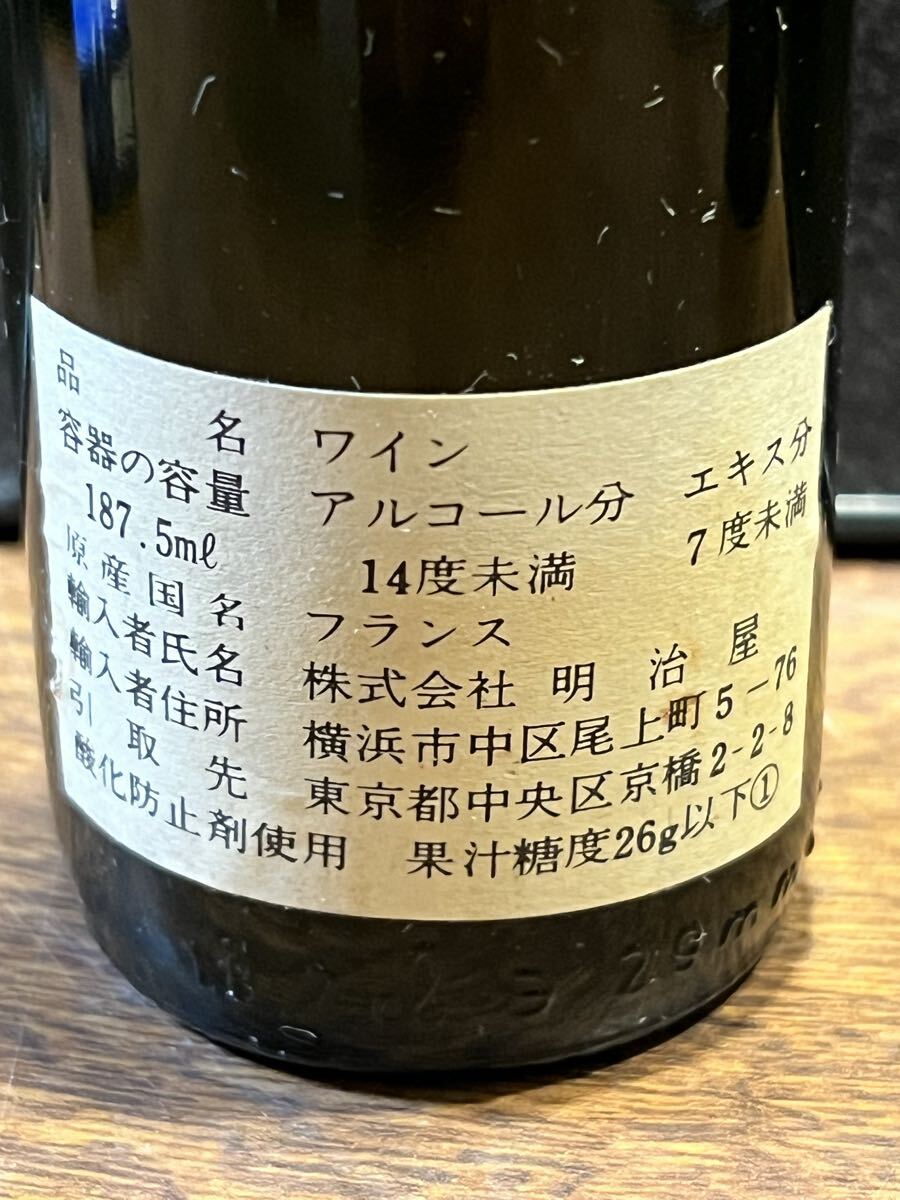 品名 ワイン
容器の容量 アルコール分 エキス分
187.5ml 14度未満 7度未満
原産国名 フランス
輸入者氏名 株式会社 明治屋
輸入者住所 横浜市中区尾上町5-76
引取先 東京都中央区京橋2-2-8
酸化防止剤使用 果汁糖度26g以下①